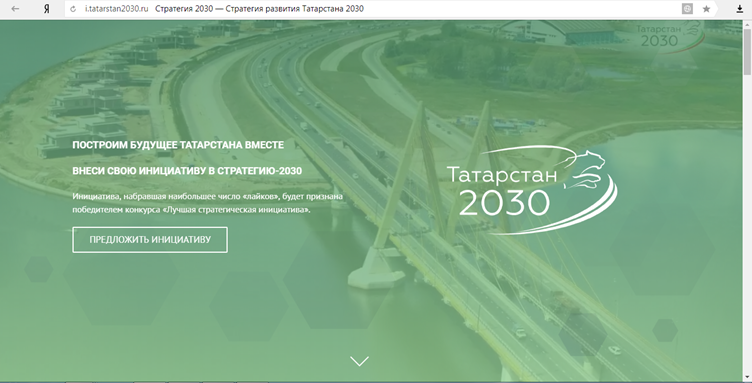 Я
i.tatarstan2030.ru Стратегия 2030 — Стратегия развития Татарстана 2030
Татарстан
2030
ПОСТРОИМ БУДУЩЕЕ ТАТАРСТАНА ВМЕСТЕ
ВНЕСИ СВОЮ ИНИЦИАТИВУ В СТРАТЕГИЮ-2030
Инициатива, набравшая наибольшее число «лайков», будет признана
победителем конкурса «Лучшая стратегическая инициатива».
ПРЕДЛОЖИТЬ ИНИЦИАТИВУ
Татарстан
2030